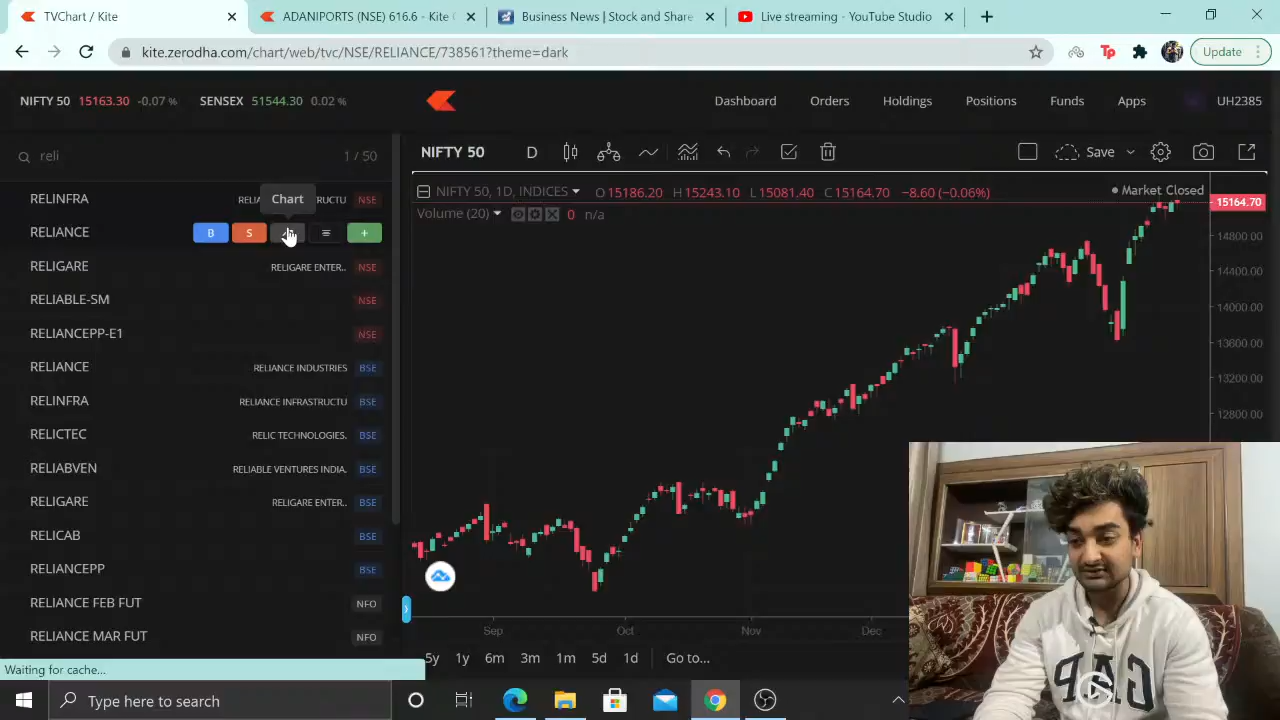 TVChart
ADANIPORTS (NSE) 616.6 - Kite
Business News | Stock and Share
Live streaming - YouTube Studio
kite.zerodha.com/chart/web/tvc/NSE/RELIANCE/738561?theme=dark
Tp
Update
NIFTY 50 15163.30 -0.07 % SENSEX 51544.30 0.02 %
Dashboard Orders Holdings Positions Funds Apps UH2385
reli 1 / 50
NIFTY 50 D Save
NIFTY 50, 1D, INDICES O15186.20 H15243.10 L15081.40 C15164.70 −8.60 (−0.06%)
Market Closed
Volume (20) 0 n/a
RELINFRA NSE
Chart
RELIANCE B S +
RELIGARE RELIGARE ENTER.. NSE
RELIABLE-SM NSE
RELIANCEPP-E1 NSE
RELIANCE RELIANCE INDUSTRIES BSE
RELINFRA RELIANCE INFRASTRUCTU BSE
RELICTEC RELIC TECHNOLOGIES. BSE
RELIABVEN RELIABLE VENTURES INDIA. BSE
RELIGARE RELIGARE ENTER.. BSE
RELICAB BSE
RELIANCEPP BSE
RELIANCE FEB FUT NFO
RELIANCE MAR FUT NFO
15164.70
14800.00
14400.00
14000.00
13600.00
13200.00
12800.00
Sep Oct Nov Dec
5y 1y 6m 3m 1m 5d 1d Go to...
Waiting for cache...
Type here to search
GAP